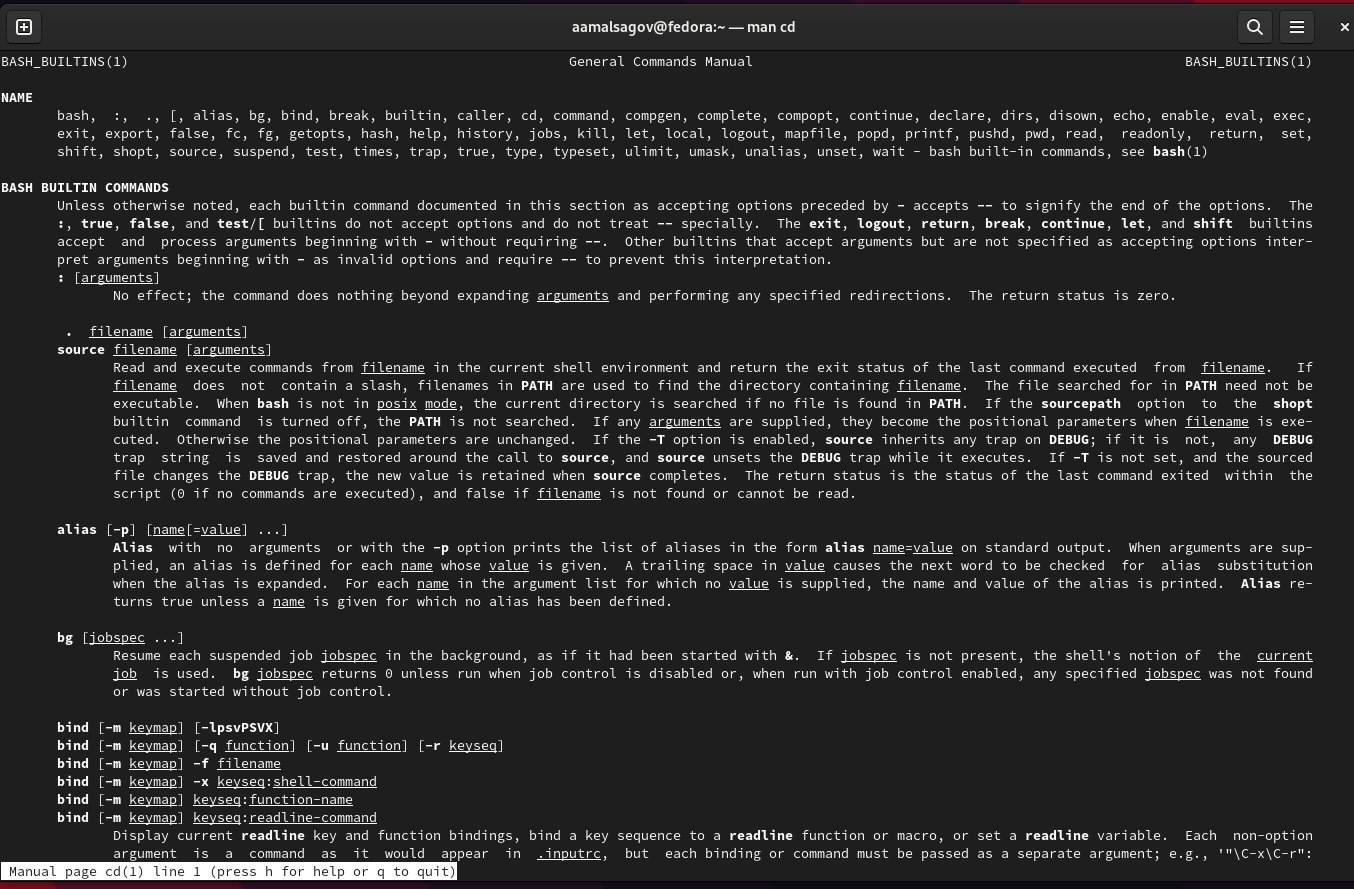 aamalsagov@fedora:~ — man cd
BASH_BUILTINS(1) General Commands Manual BASH_BUILTINS(1)
NAME
bash, :, ., [, alias, bg, bind, break, builtin, caller, cd, command, compgen, complete, compopt, continue, declare, dirs, disown, echo, enable, eval, exec,
exit, export, false, fc, fg, getopts, hash, help, history, jobs, kill, let, local, logout, mapfile, popd, printf, pushd, pwd, read, readonly, return, set,
shift, shopt, source, suspend, test, times, trap, true, type, typeset, ulimit, umask, unalias, unset, wait - bash built-in commands, see bash(1)
BASH BUILTIN COMMANDS
Unless otherwise noted, each builtin command documented in this section as accepting options preceded by - accepts -- to signify the end of the options. The
:, true, false, and test/[ builtins do not accept options and do not treat -- specially. The exit, logout, return, break, continue, let, and shift builtins
accept and process arguments beginning with - without requiring --. Other builtins that accept arguments but are not specified as accepting options inter-
pret arguments beginning with - as invalid options and require -- to prevent this interpretation.
: [arguments]
No effect; the command does nothing beyond expanding arguments and performing any specified redirections. The return status is zero.
. filename [arguments]
source filename [arguments]
Read and execute commands from filename in the current shell environment and return the exit status of the last command executed from filename. If
filename does not contain a slash, filenames in PATH are used to find the directory containing filename. The file searched for in PATH need not be
executable. When bash is not in posix mode, the current directory is searched if no file is found in PATH. If the sourcepath option to the shopt
builtin command is turned off, the PATH is not searched. If any arguments are supplied, they become the positional parameters when filename is exe-
cuted. Otherwise the positional parameters are unchanged. If the -T option is enabled, source inherits any trap on DEBUG; if it is not, any DEBUG
trap string is saved and restored around the call to source, and source unsets the DEBUG trap while it executes. If -T is not set, and the sourced
file changes the DEBUG trap, the new value is retained when source completes. The return status is the status of the last command exited within the
script (0 if no commands are executed), and false if filename is not found or cannot be read.
alias [-p] [name[=value] ...]
Alias with no arguments or with the -p option prints the list of aliases in the form alias name=value on standard output. When arguments are sup-
plied, an alias is defined for each name whose value is given. A trailing space in value causes the next word to be checked for alias substitution
when the alias is expanded. For each name in the argument list for which no value is supplied, the name and value of the alias is printed. Alias re-
turns true unless a name is given for which no alias has been defined.
bg [jobspec ...]
Resume each suspended job jobspec in the background, as if it had been started with &. If jobspec is not present, the shell's notion of the current
job is used. bg jobspec returns 0 unless run when job control is disabled or, when run with job control enabled, any specified jobspec was not found
or was started without job control.
bind [-m keymap] [-lpsvPSVX]
bind [-m keymap] [-q function] [-u function] [-r keyseq]
bind [-m keymap] -f filename
bind [-m keymap] -x keyseq:shell-command
bind [-m keymap] keyseq:function-name
bind [-m keymap] keyseq:readline-command
Display current readline key and function bindings, bind a key sequence to a readline function or macro, or set a readline variable. Each non-option
argument is a command as it would appear in .inputrc, but each binding or command must be passed as a separate argument; e.g., '"\C-x\C-r":
Manual page cd(1) line 1 (press h for help or q to quit)